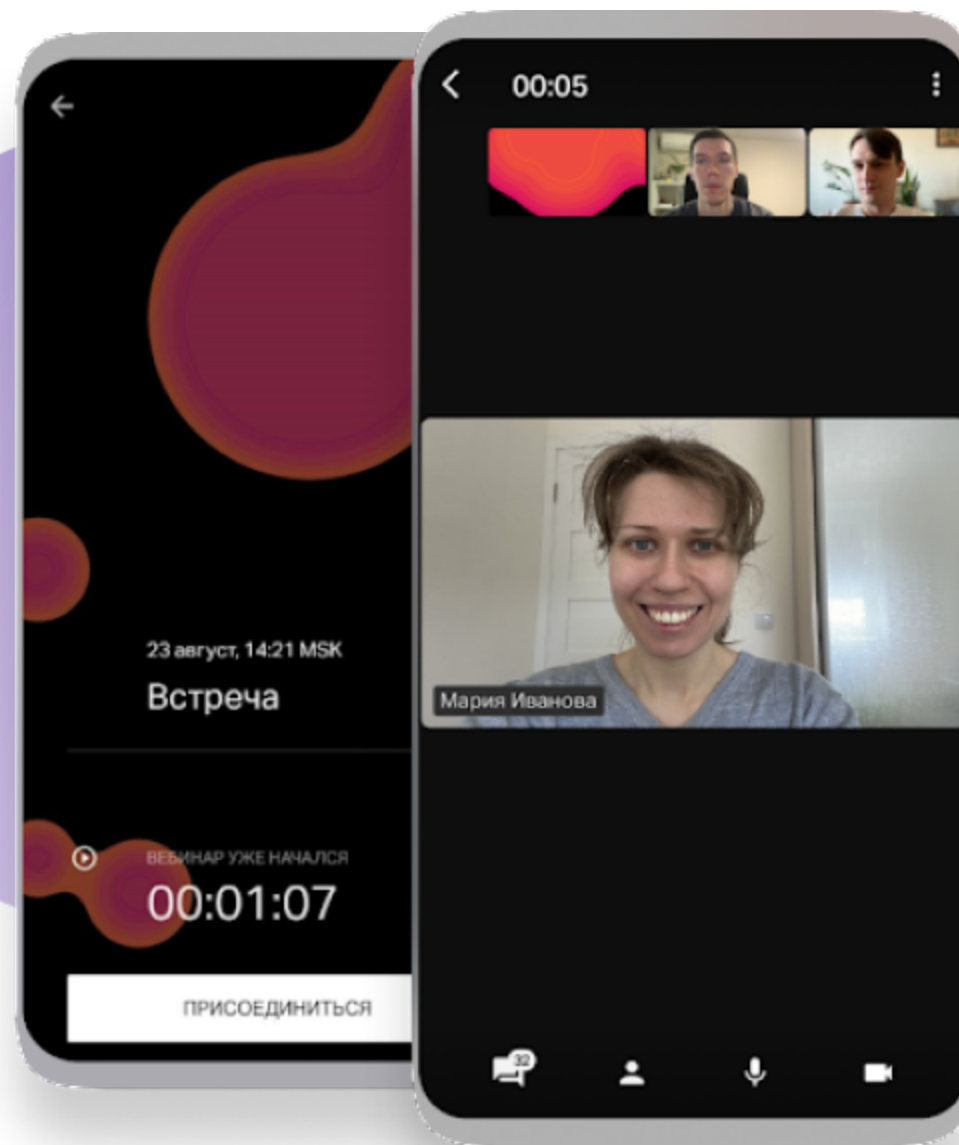 23 август, 14:21 MSK
Встреча
ВЕБИНАР УЖЕ НАЧАЛСЯ
00:01:07
ПРИСОЕДИНИТЬСЯ
00:05
Мария Иванова
32